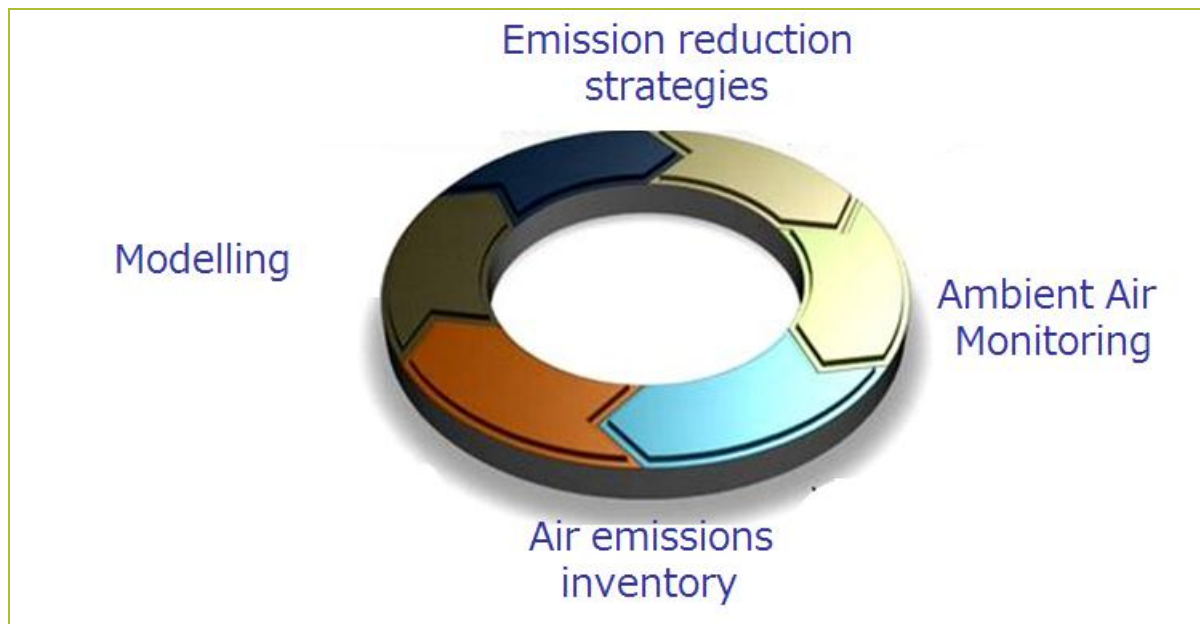 Emission reduction
strategies
Modelling
Ambient Air
Monitoring
Air emissions
inventory